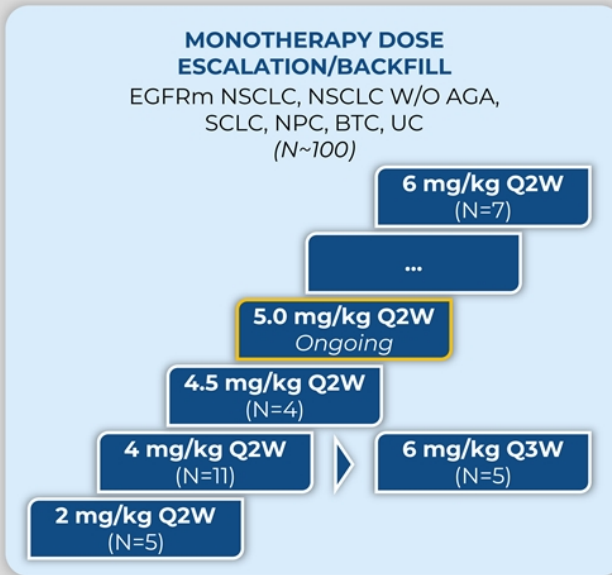 MONOTHERAPY DOSE
ESCALATION/BACKFILL
EGFRm NSCLC, NSCLC W/O AGA,
SCLC, NPC, BTC, UC
(N~100)
6 mg/kg Q2W
(N=7)
...
5.0 mg/kg Q2W
Ongoing
4.5 mg/kg Q2W
(N=4)
4 mg/kg Q2W
(N=11)
6 mg/kg Q3W
(N=5)
2 mg/kg Q2W
(N=5)